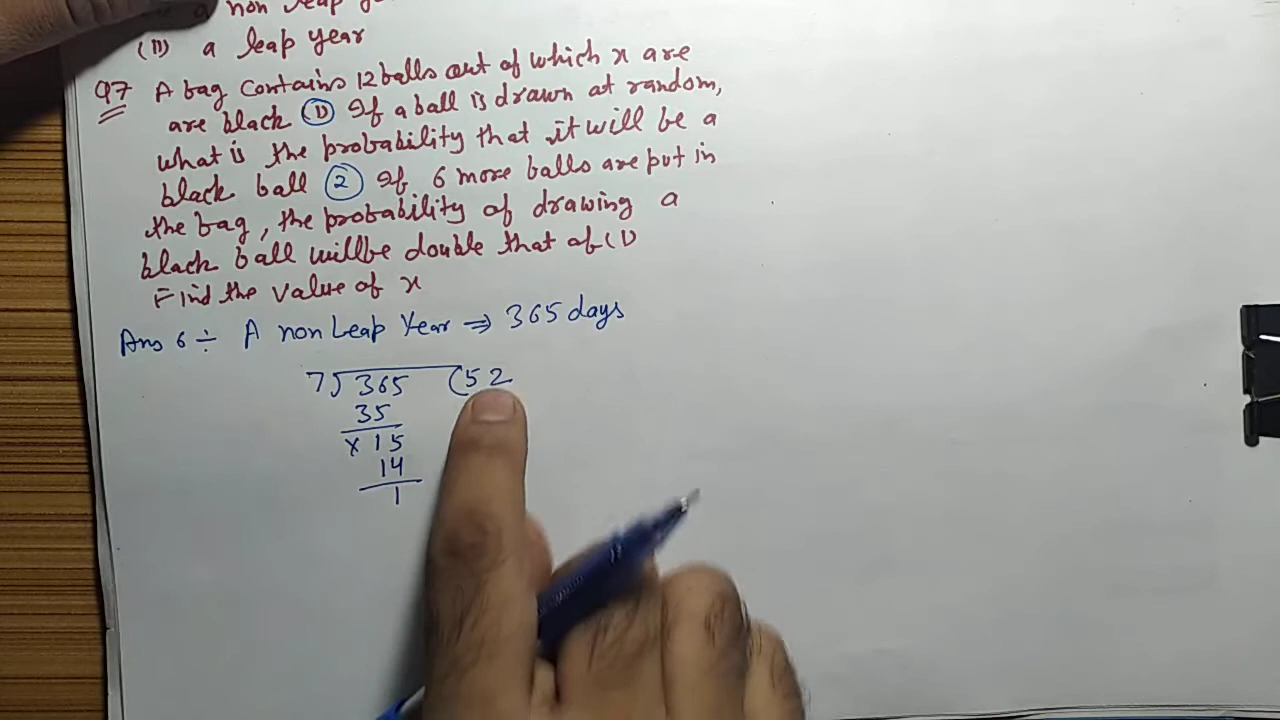 a non leap
(II) a leap year
Q7 A bag contains 12 balls out of which x are
are black (1) If a ball is drawn at random,
what is the probability that it will be a
black ball (2) If 6 more balls are put in
the bag, the probability of drawing a
black ball will be double that of (1)
Find the value of x
Ans 6 ÷ A non Leap Year ⇒ 365 days
7) 365 (52
35
x 15
14
1